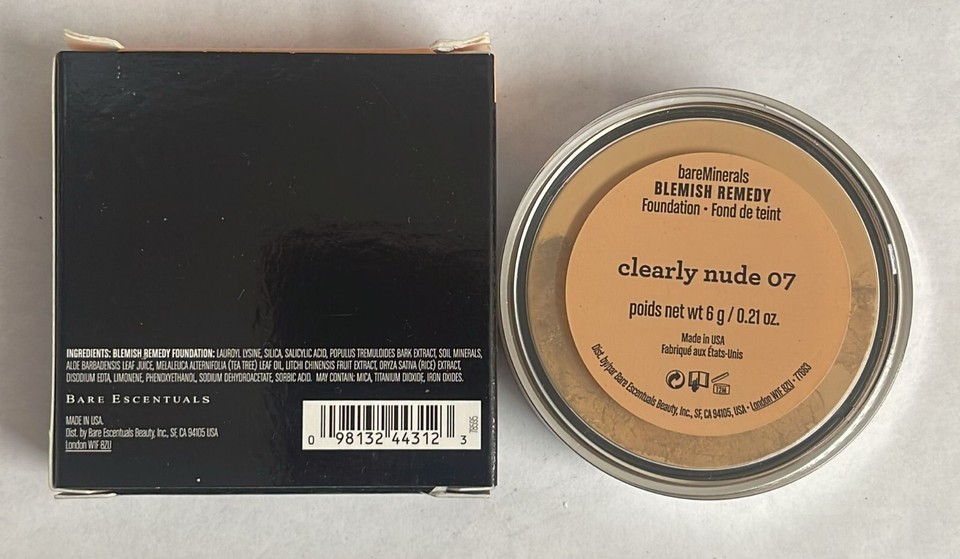 INGREDIENTS: BLEMISH REMEDY FOUNDATION: LAUROYL LYSINE, SILICA, SALICYLIC ACID, POPULUS TREMULOIDES BARK EXTRACT, SOIL MINERALS,
ALOE BARBADENSIS LEAF JUICE, MELALEUCA ALTERNIFOLIA (TEA TREE) LEAF OIL, LITCHI CHINENSIS FRUIT EXTRACT, ORYZA SATIVA (RICE) EXTRACT,
DISODIUM EDTA, LIMONENE, PHENOXYETHANOL, SODIUM DEHYDROACETATE, SORBIC ACID. MAY CONTAIN: MICA, TITANIUM DIOXIDE, IRON OXIDES.
BARE ESCENTUALS
MADE IN USA.
Dist. by Bare Escentuals Beauty, Inc., SF, CA 94105 USA
London W1F 8ZU
0 98132 44312 3
78595
bareMinerals
BLEMISH REMEDY
Foundation • Fond de teint
clearly nude 07
poids net wt 6 g / 0.21 oz.
Made in USA
Fabriqué aux États-Unis
12M
Dist. by/par Bare Escentuals Beauty, Inc., SF, CA 94105, USA • London W1F 8ZU • 77683